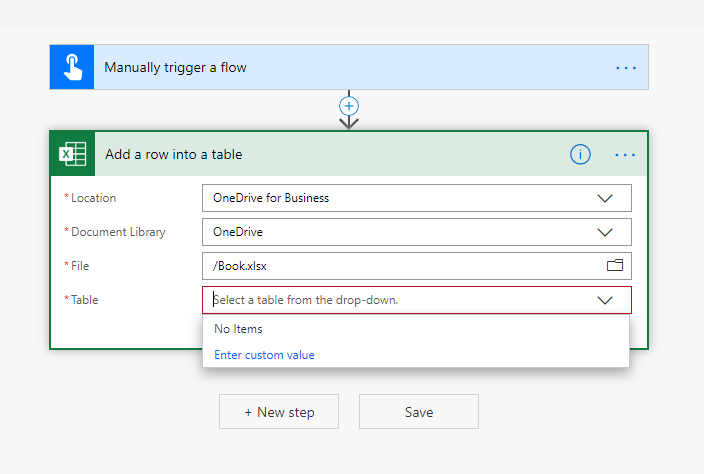 Manually trigger a flow
Add a row into a table
* Location OneDrive for Business
* Document Library OneDrive
* File /Book.xlsx
* Table Select a table from the drop-down.
No Items
Enter custom value
+ New step Save